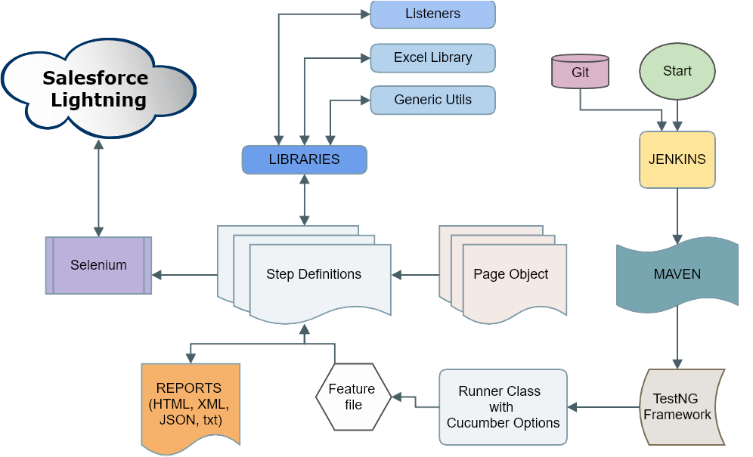 Listeners
Salesforce
Lightning
Excel Library
Generic Utils
Git
Start
LIBRARIES
JENKINS
Selenium
Step Definitions
Page Object
MAVEN
REPORTS
(HTML, XML,
JSON, txt)
Feature
file
Runner Class
with
Cucumber Options
TestNG
Framework